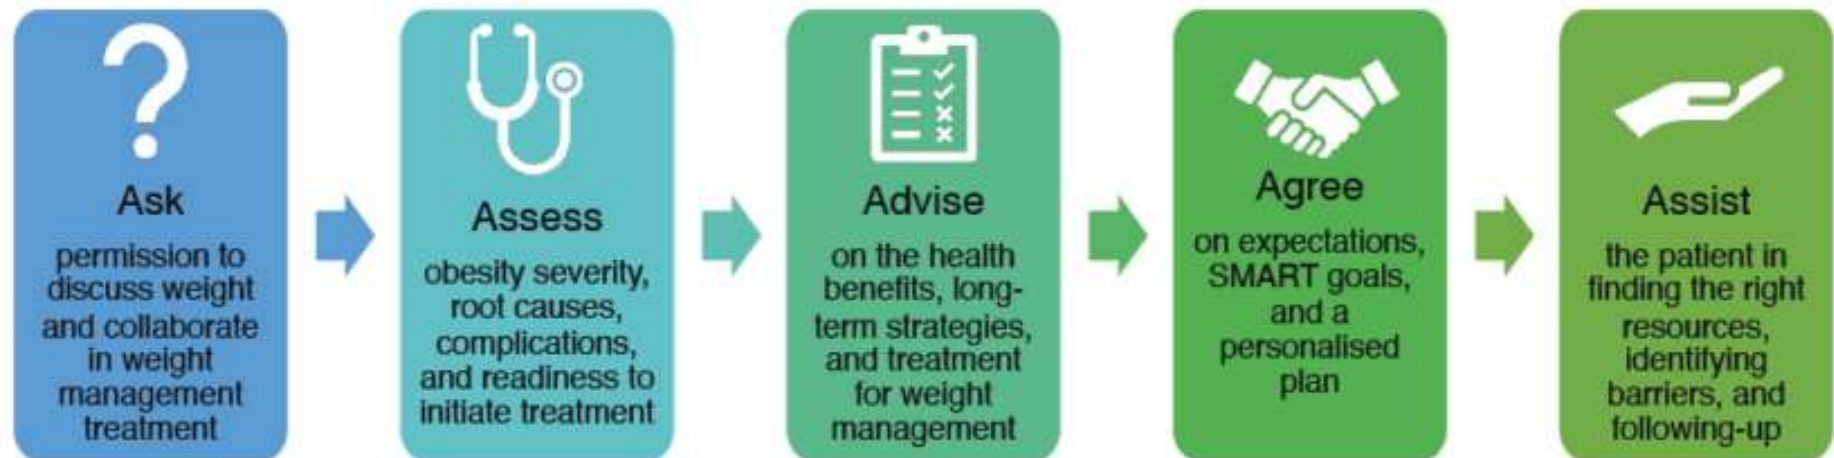 Ask
permission to
discuss weight
and collaborate
in weight
management
treatment
Assess
obesity severity,
root causes,
complications,
and readiness to
initiate treatment
Advise
on the health
benefits, long-
term strategies,
and treatment
for weight
management
Agree
on expectations,
SMART goals,
and a
personalised
plan
Assist
the patient in
finding the right
resources,
identifying
barriers, and
following-up